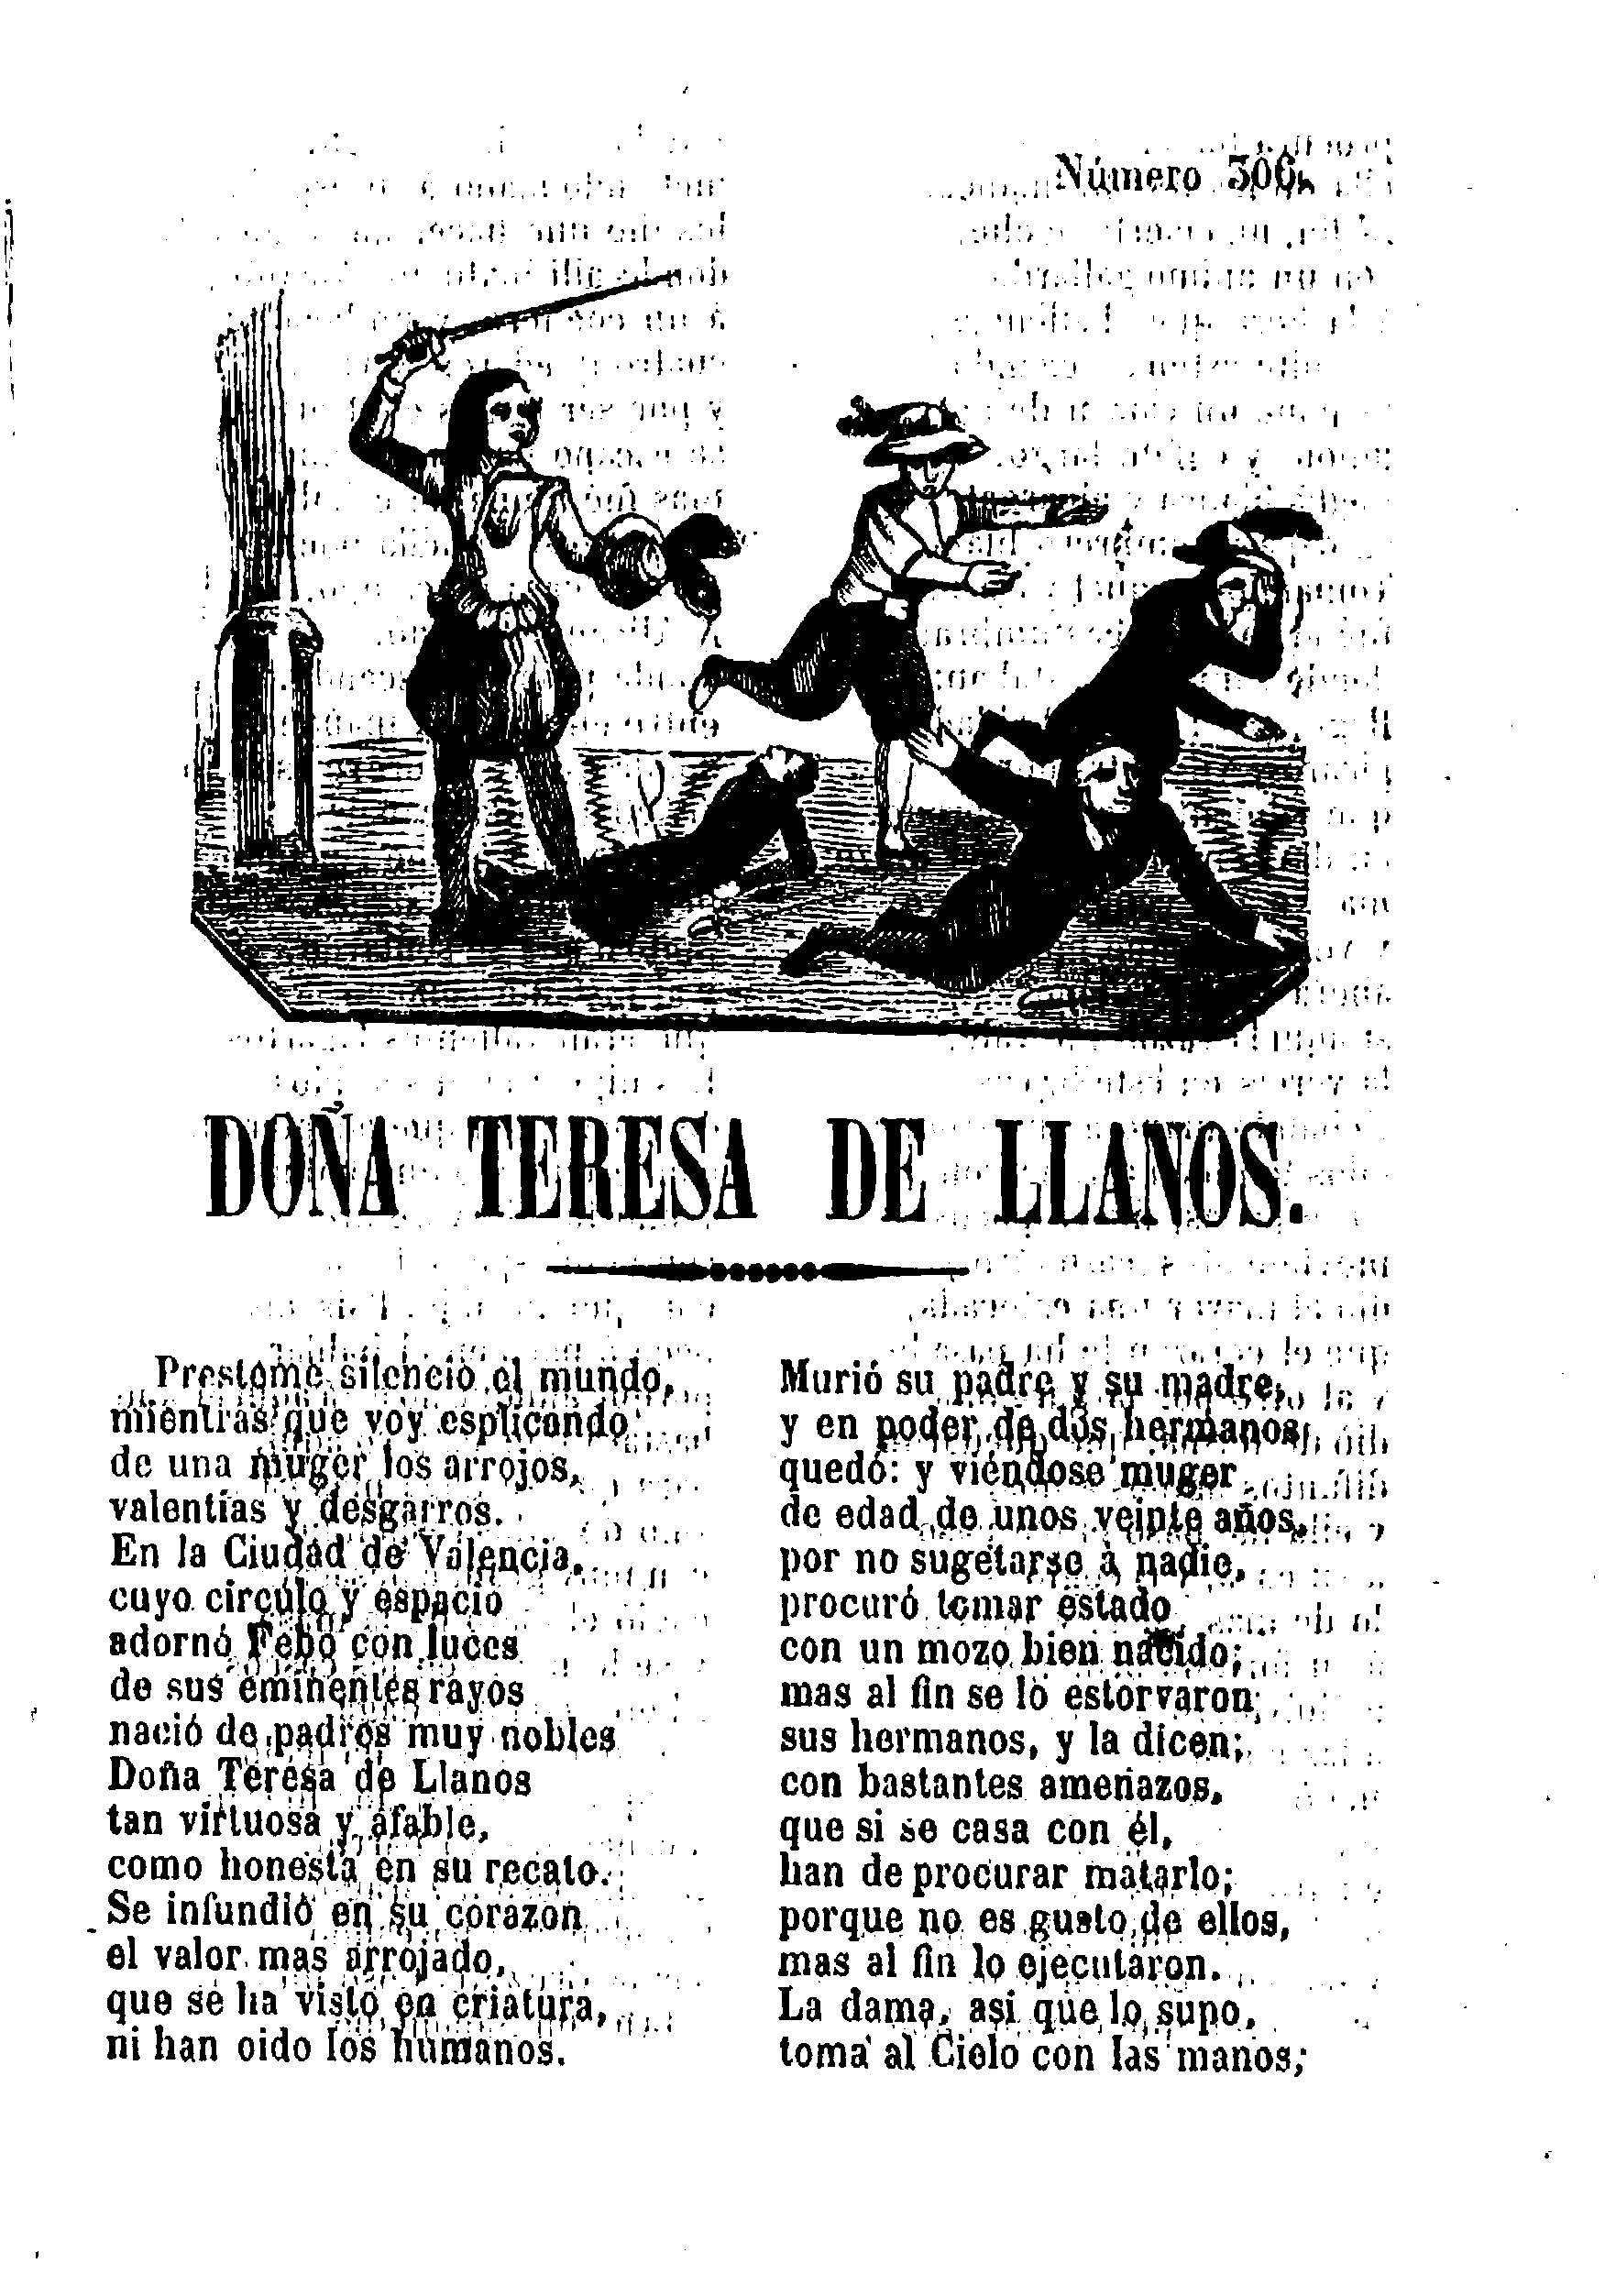 Número 306.
DOÑA TERESA DE LLANOS.
Presteme silencio el mundo,
mientras que voy esplicando
de una muger los arrojos,
valentías y desgarros.
En la Ciudad de Valencia,
cuyo circúlo y espacio
adornó Febo con luces
de sus eminentes rayos
nació de padres muy nobles
Doña Teresa de Llanos
tan virtuosa y afable,
como honesta en su recato.
Se infundió en su corazon
el valor mas arrojado,
que se ha visto en criatura,
ni han oido los humanos.
Murió su padre y su madre,
y en poder de dos hermanos
quedó: y viéndose muger
de edad de unos veinte años,
por no sugetarse á nadie,
procuró tomar estado
con un mozo bien nacido;
mas al fin se lo estorvaron
sus hermanos, y la dicen;
con bastantes amenazos,
que si se casa con él,
han de procurar matarlo;
porque no es gusto de ellos,
mas al fin lo ejecutaron.
La dama, asi que lo supo,
toma al Cielo con las manos;